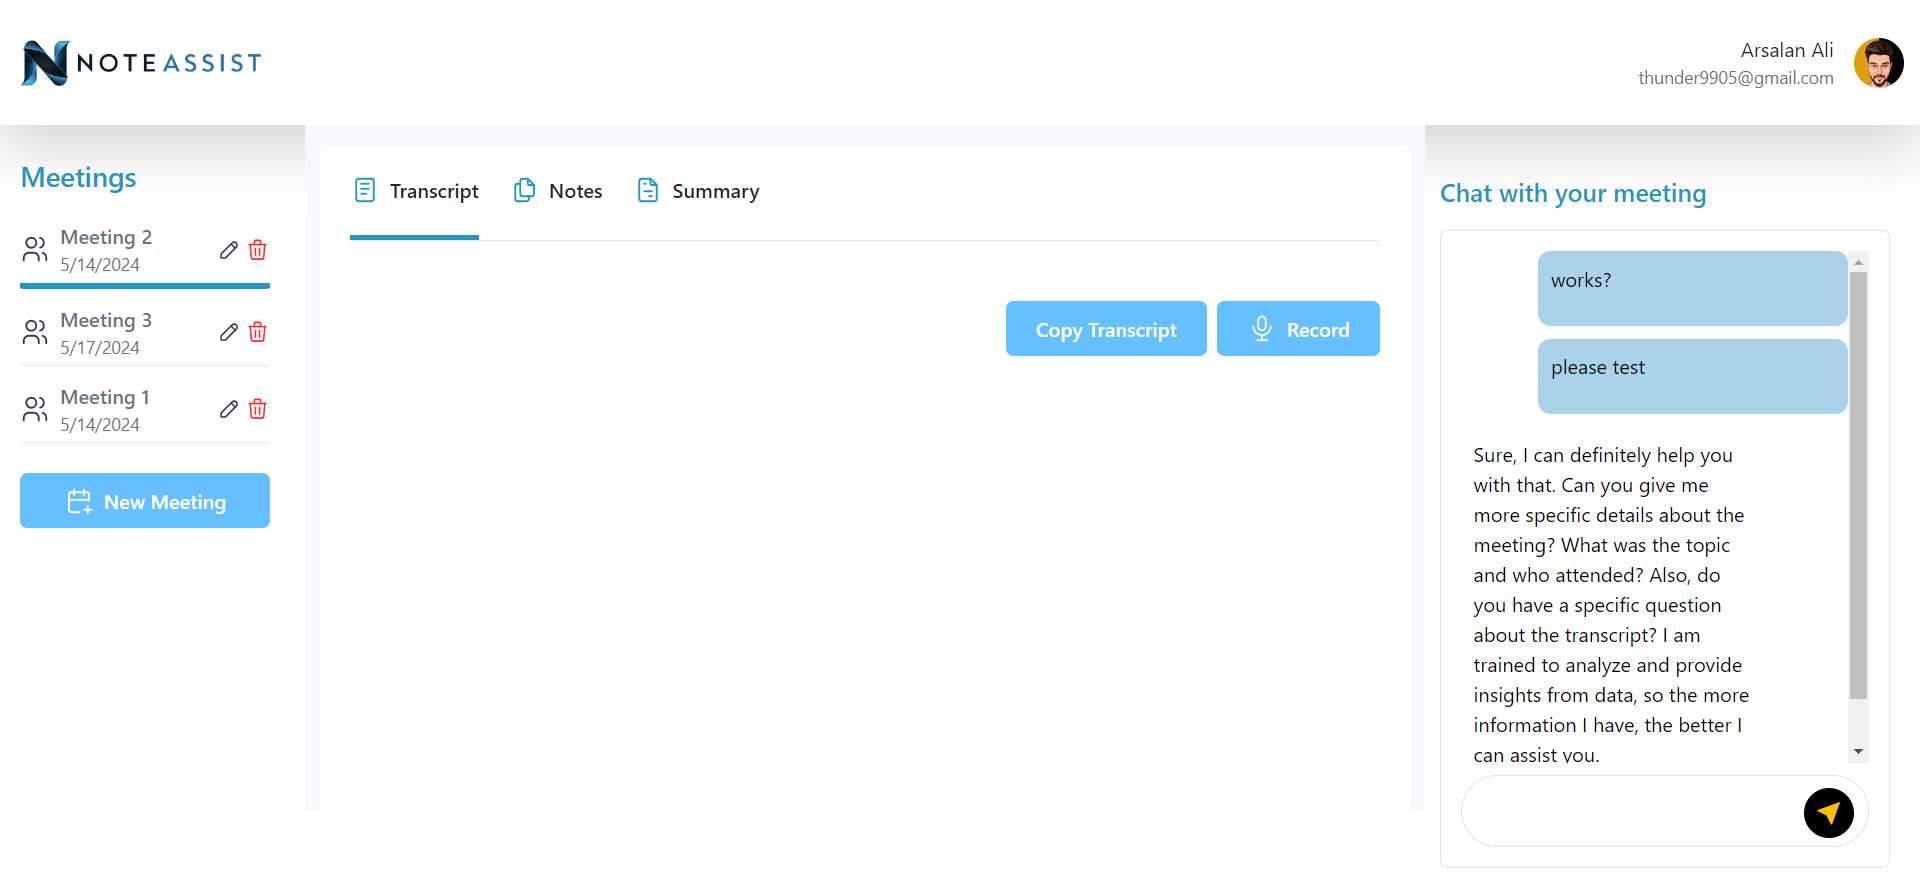 NOTEASSIST
Arsalan Ali
thunder9905@gmail.com
Meetings
Meeting 2
5/14/2024
Meeting 3
5/17/2024
Meeting 1
5/14/2024
New Meeting
Transcript
Notes
Summary
Copy Transcript
Record
Chat with your meeting
works?
please test
Sure, I can definitely help you
with that. Can you give me
more specific details about the
meeting? What was the topic
and who attended? Also, do
you have a specific question
about the transcript? I am
trained to analyze and provide
insights from data, so the more
information I have, the better I
can assist you.